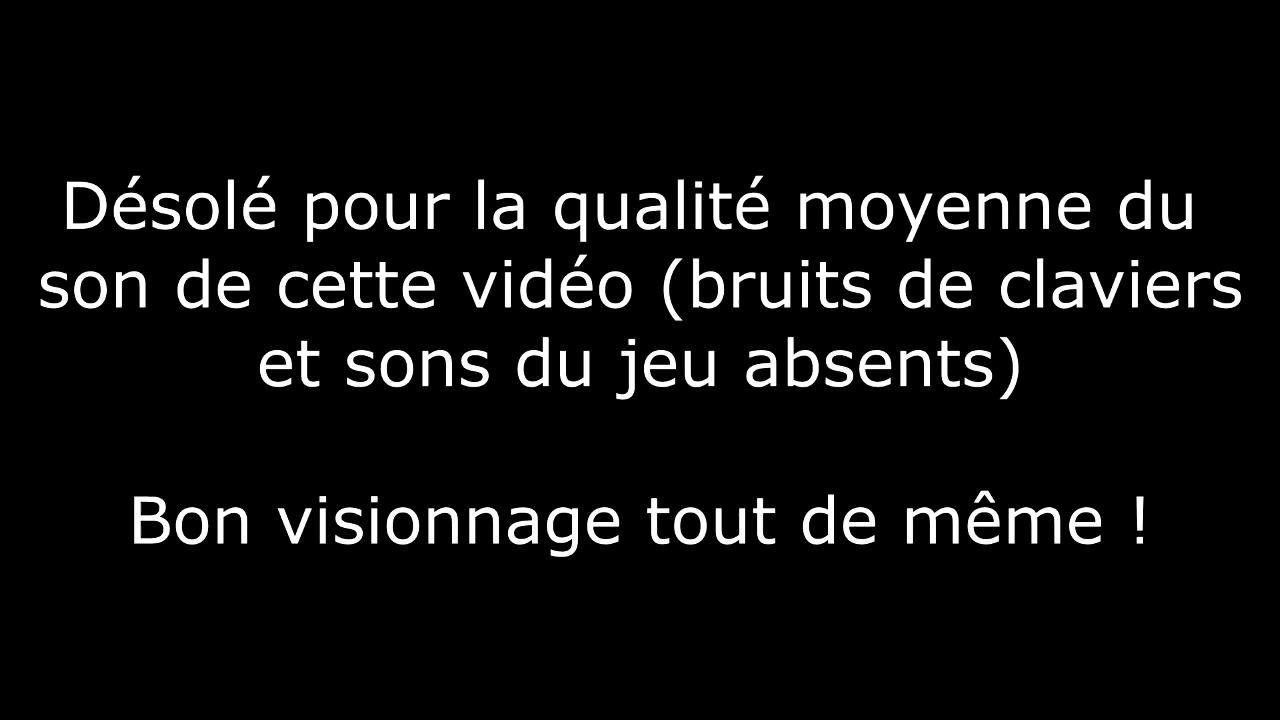 Désolé pour la qualité moyenne du
son de cette vidéo (bruits de claviers
et sons du jeu absents)
Bon visionnage tout de même !